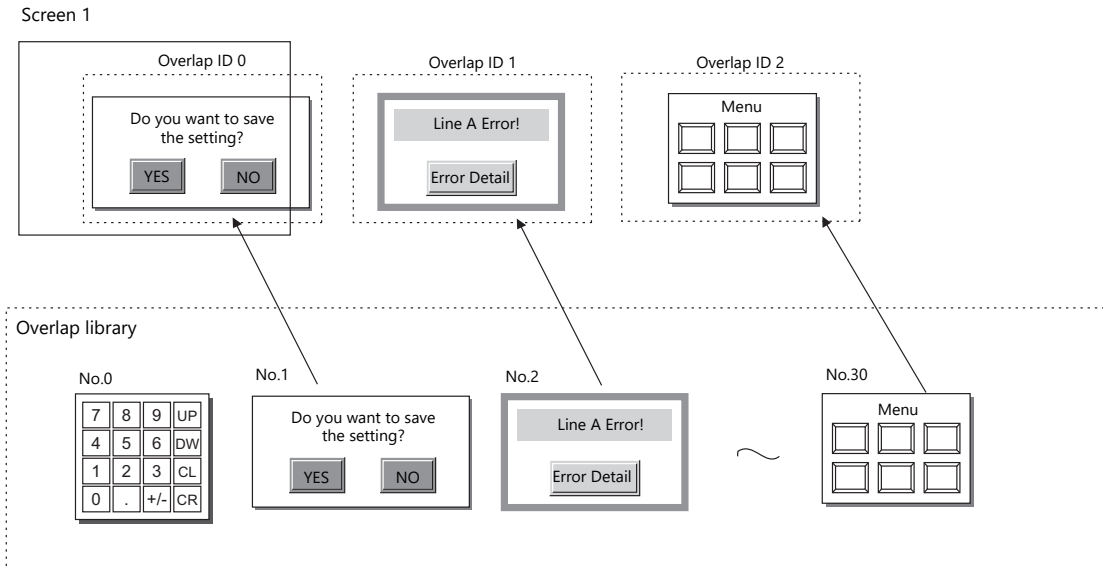 Screen 1
Overlap ID 0
Overlap ID 1
Overlap ID 2
Do you want to save
the setting?
YES
NO
Line A Error!
Error Detail
Menu
Overlap library
No.0
No.1
No.2
No.30
7 8 9 UP
4 5 6 DW
1 2 3 CL
0 . +/- CR
Do you want to save
the setting?
YES
NO
Line A Error!
Error Detail
Menu